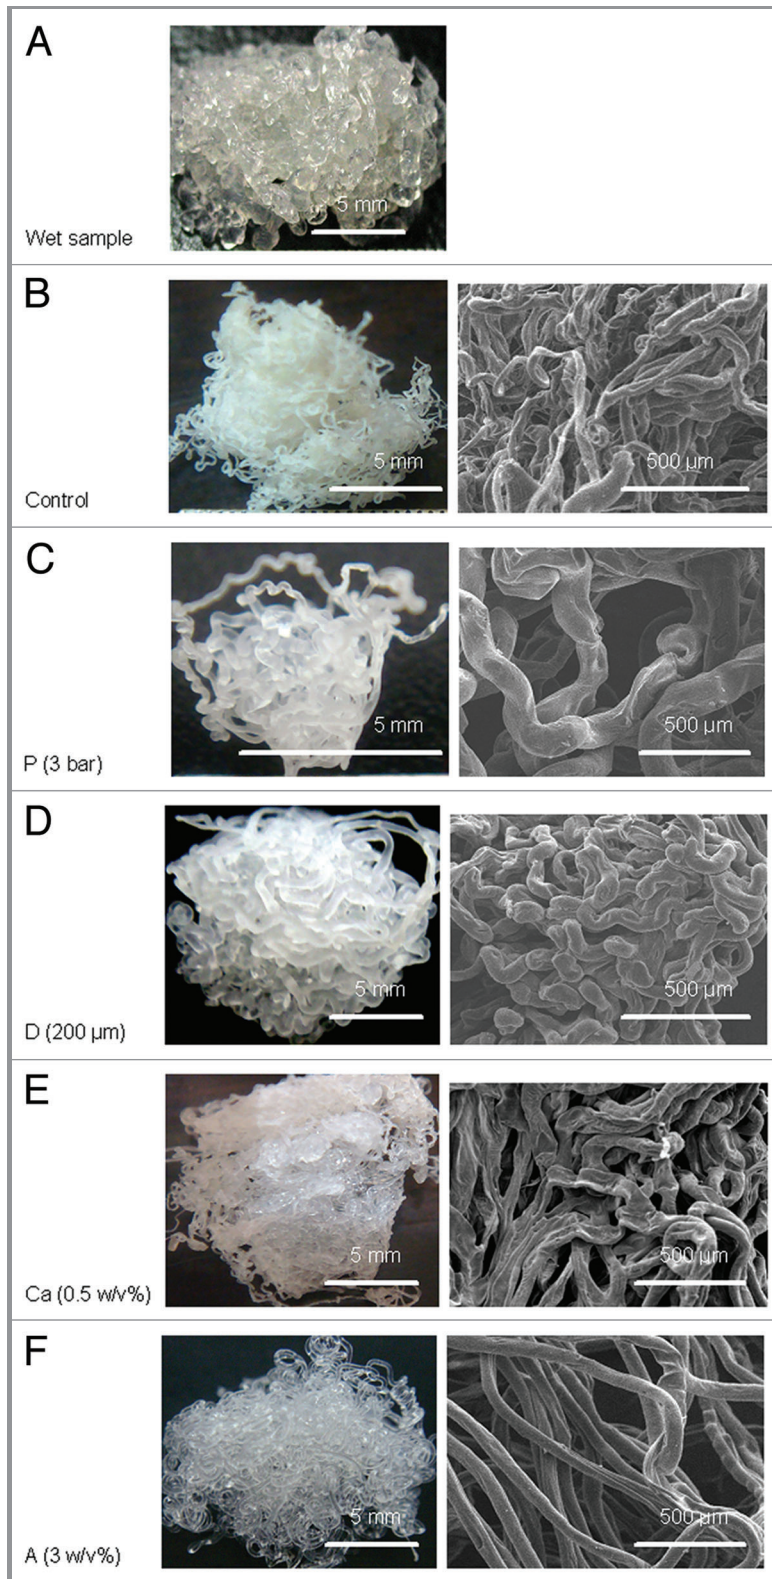 A
5 mm
Wet sample
B
5 mm
500 µm
Control
C
5 mm
500 µm
P (3 bar)
D
5 mm
500 µm
D (200 µm)
E
5 mm
500 µm
Ca (0.5 w/v%)
F
5 mm
500 µm
A (3 w/v%)